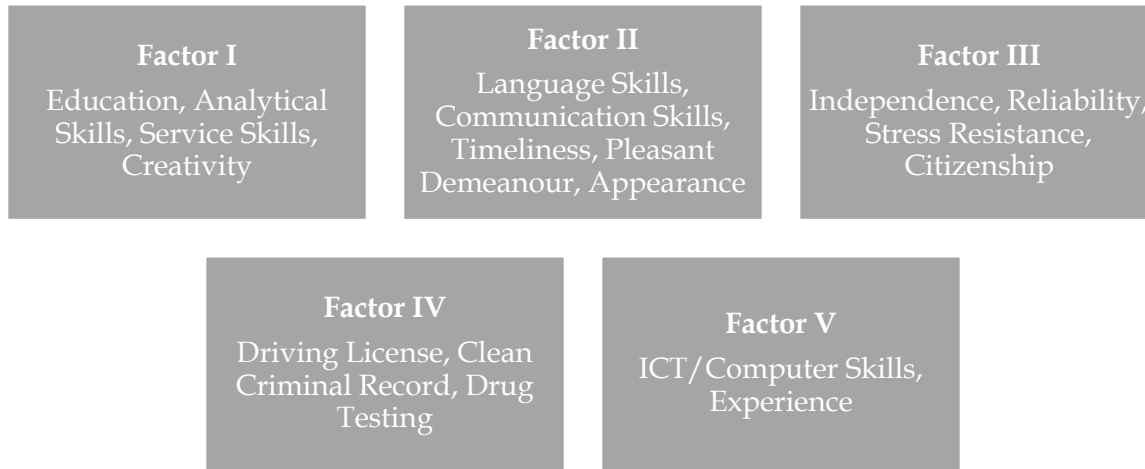 Factor I
Education, Analytical
Skills, Service Skills,
Creativity
Factor II
Language Skills,
Communication Skills,
Timeliness, Pleasant
Demeanour, Appearance
Factor III
Independence, Reliability,
Stress Resistance,
Citizenship
Factor IV
Driving License, Clean
Criminal Record, Drug
Testing
Factor V
ICT/Computer Skills,
Experience